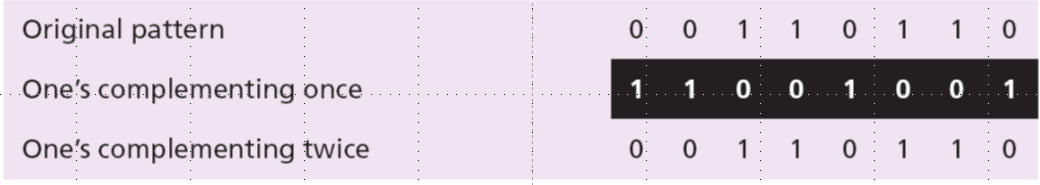 Original pattern 0 0 1 1 0 1 1 0
One’s complementing once 1 1 0 0 1 0 0 1
One’s complementing twice 0 0 1 1 0 1 1 0